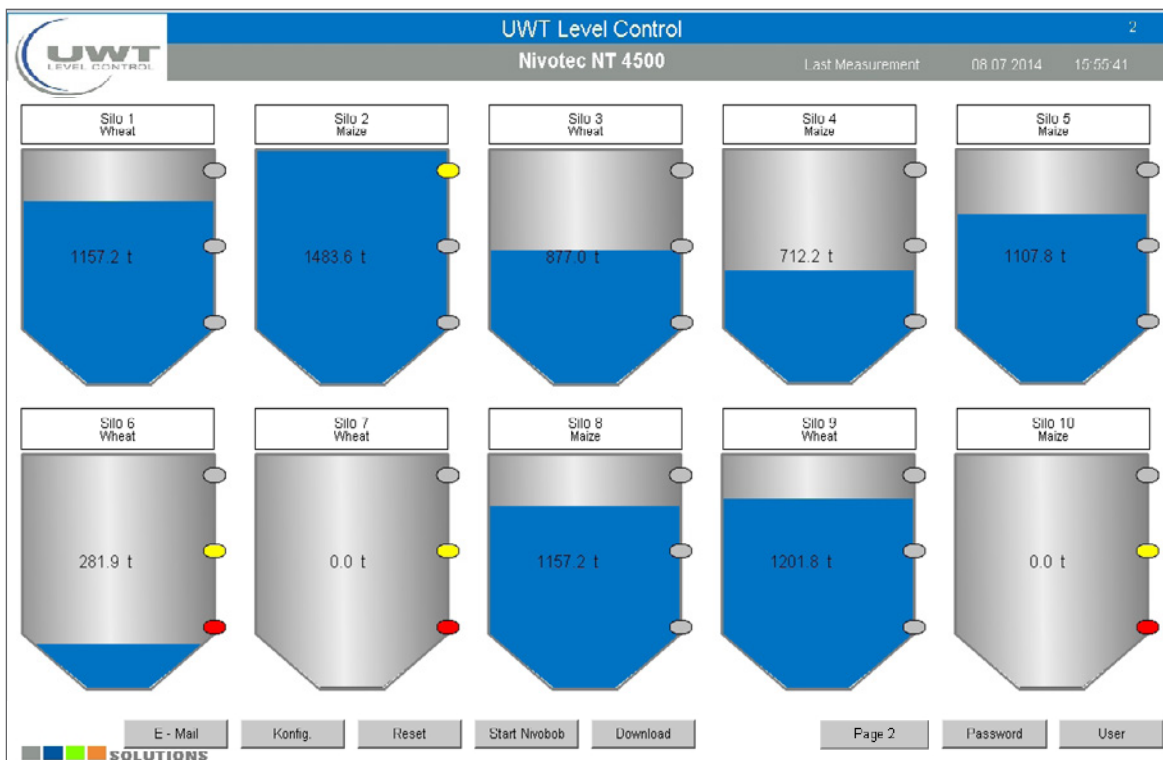 UWT Level Control 2
UWT
LEVEL CONTROL
Nivotec NT 4500 Last Measurement 08.07.2014 15:55:41
Silo 1
Wheat
Silo 2
Maize
Silo 3
Wheat
Silo 4
Maize
Silo 5
Maize
1157.2 t
1483.6 t
877.0 t
712.2 t
1107.8 t
Silo 6
Wheat
Silo 7
Wheat
Silo 8
Maize
Silo 9
Wheat
Silo 10
Maize
281.9 t
0.0 t
1157.2 t
1201.8 t
0.0 t
E - Mail
Konfig.
Reset
Start Nivobob
Download
Page 2
Password
User
SOLUTIONS